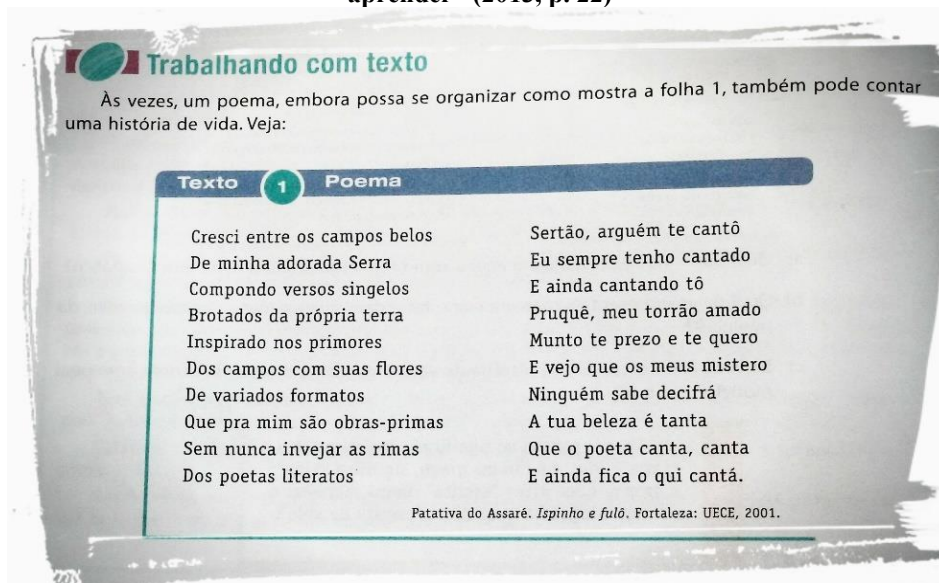 aprender" (2013, p. 22)
Trabalhando com texto
Às vezes, um poema, embora possa se organizar como mostra a folha 1, também pode contar
uma história de vida. Veja:
Texto 1 Poema
Cresci entre os campos belos
De minha adorada Serra
Compondo versos singelos
Brotados da própria terra
Inspirado nos primores
Dos campos com suas flores
De variados formatos
Que pra mim são obras-primas
Sem nunca invejar as rimas
Dos poetas literatos
Sertão, arguém te cantô
Eu sempre tenho cantado
E ainda cantando tô
Pruquê, meu torrão amado
Munto te prezo e te quero
E vejo que os meus mistero
Ninguém sabe decifrá
A tua beleza é tanta
Que o poeta canta, canta
E ainda fica o qui cantá.
Patativa do Assaré. Ispinho e fulô. Fortaleza: UECE, 2001.